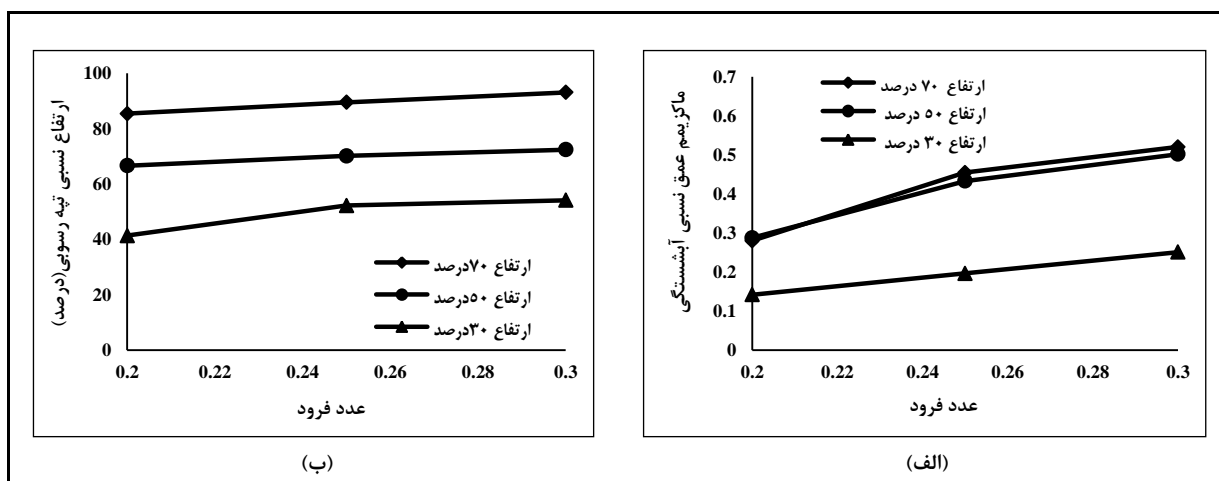 ماکزیمم عمق نسبی آبشستگی
0.7
0.6
0.5
0.4
0.3
0.2
0.1
0
ارتفاع ۷۰ درصد
ارتفاع ۵۰ درصد
ارتفاع ۳۰ درصد
0.2 0.22 0.24 0.26 0.28 0.3
عدد فرود
(الف)
ارتفاع نسبی تپه رسوبی(درصد)
100
80
60
40
20
0
ارتفاع ۷۰درصد
ارتفاع ۵۰درصد
ارتفاع ۳۰درصد
0.2 0.22 0.24 0.26 0.28 0.3
عدد فرود
(ب)